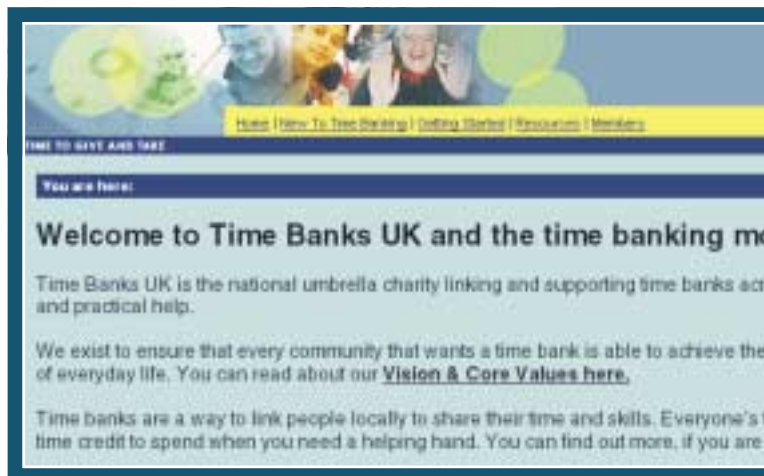 Home | New To Time Banking | Getting Started | Resources | Members
TIME TO GIVE AND TAKE
You are here:
Welcome to Time Banks UK and the time banking mo
Time Banks UK is the national umbrella charity linking and supporting time banks acr
and practical help.
We exist to ensure that every community that wants a time bank is able to achieve the
of everyday life. You can read about our Vision & Core Values here.
Time banks are a way to link people locally to share their time and skills. Everyone's t
time credit to spend when you need a helping hand. You can find out more, if you are